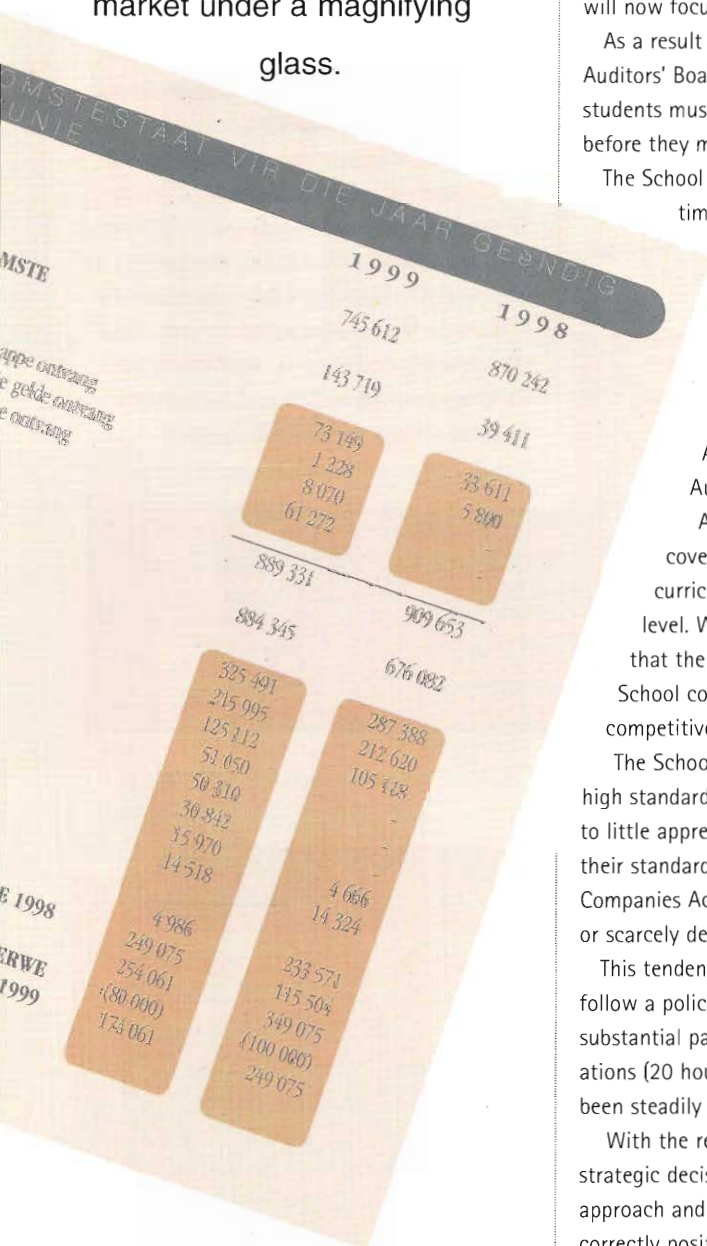 market under a magnifying
glass.
OMSTESTAAT VIR DIE JAAR GEëNDIG
UNIE
1999 1998
MSTE
745 612 870 242
143 719 39 411
appe ontvang 73 149 33 611
e gelde ontvang 1 228 5 800
e ontvang 8 070 -
61 272 -
889 331 909 653
884 345 676 082
325 491 287 388
215 995 212 620
125 112 105 118
51 050 -
50 310 -
30 842 -
35 970 4 666
14 518 14 324
4 986 233 571
E 1998 249 075 115 504
254 061 349 075
ERWE (80 000) (100 000)
1999 174 061 249 075
will now focu
As a result
Auditors' Boa
students mus
before they m
The School
tim
A
Au
A
cove
curric
level. W
that the
School co
competitive
The Schoo
high standard
to little appre
their standard
Companies Ac
or scarcely de
This tenden
follow a polic
substantial pa
ations (20 hou
been steadily
With the re
strategic decis
approach and
correctly posit